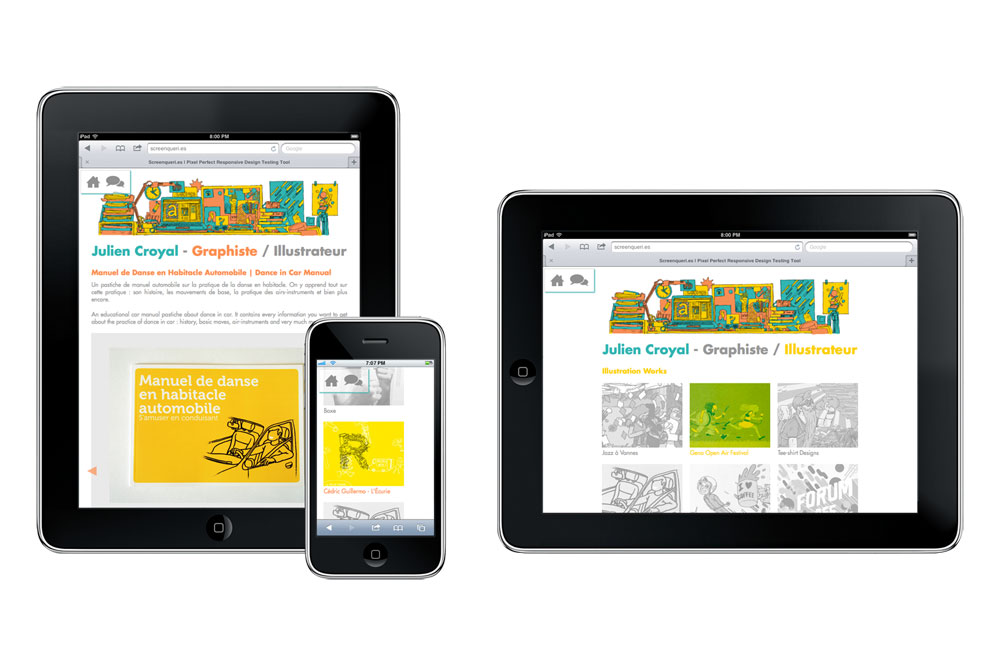 iPad
8:00 PM
screenqueri.es
Google
Screenqueri.es | Pixel Perfect Responsive Design Testing Tool
a
Julien Croyal - Graphiste / Illustrateur
Manuel de Danse en Habitacle Automobile | Dance in Car Manual
Un pastiche de manuel automobile sur la pratique de la danse en habitacle. On y apprend tout sur
cette pratique : son histoire, les mouvements de base, la pratique des airs-instruments et bien plus
encore.
An educational car manual pastiche about dance in car. It contains every information you want to get
about the practice of dance in car : history, basic moves, air-instruments and very much
Manuel de danse
en habitacle
automobile
S'amuser en conduisant
7:07 PM
Boxe
R
Cédric Guillermo - L'Écurie
iPad
8:00 PM
screenqueri.es
Google
Screenqueri.es | Pixel Perfect Responsive Design Testing Tool
a
Julien Croyal - Graphiste / Illustrateur
Illustration Works
Jazz à Vannes
Oeno Open Air Festival
Tee-shirt Designs
I
COFFEE
FORUM